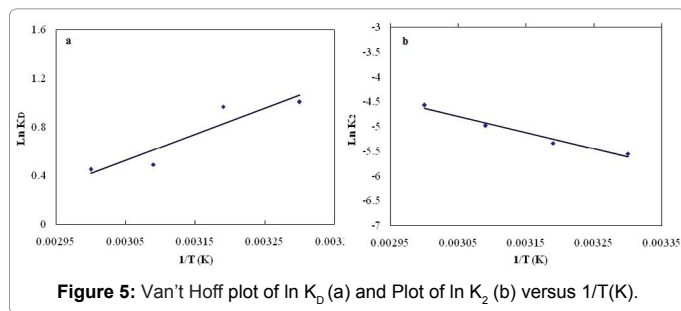 a
1.6
1.2
0.8
0.4
0
Ln KD
0.00295 0.00305 0.00315 0.00325 0.003
1/T (K)
b
-3
-3.5
-4
-4.5
-5
-5.5
-6
-6.5
-7
Ln K2
0.00295 0.00305 0.00315 0.00325 0.00335
1/T (K)
Figure 5: Van't Hoff plot of ln KD (a) and Plot of ln K2 (b) versus 1/T(K).